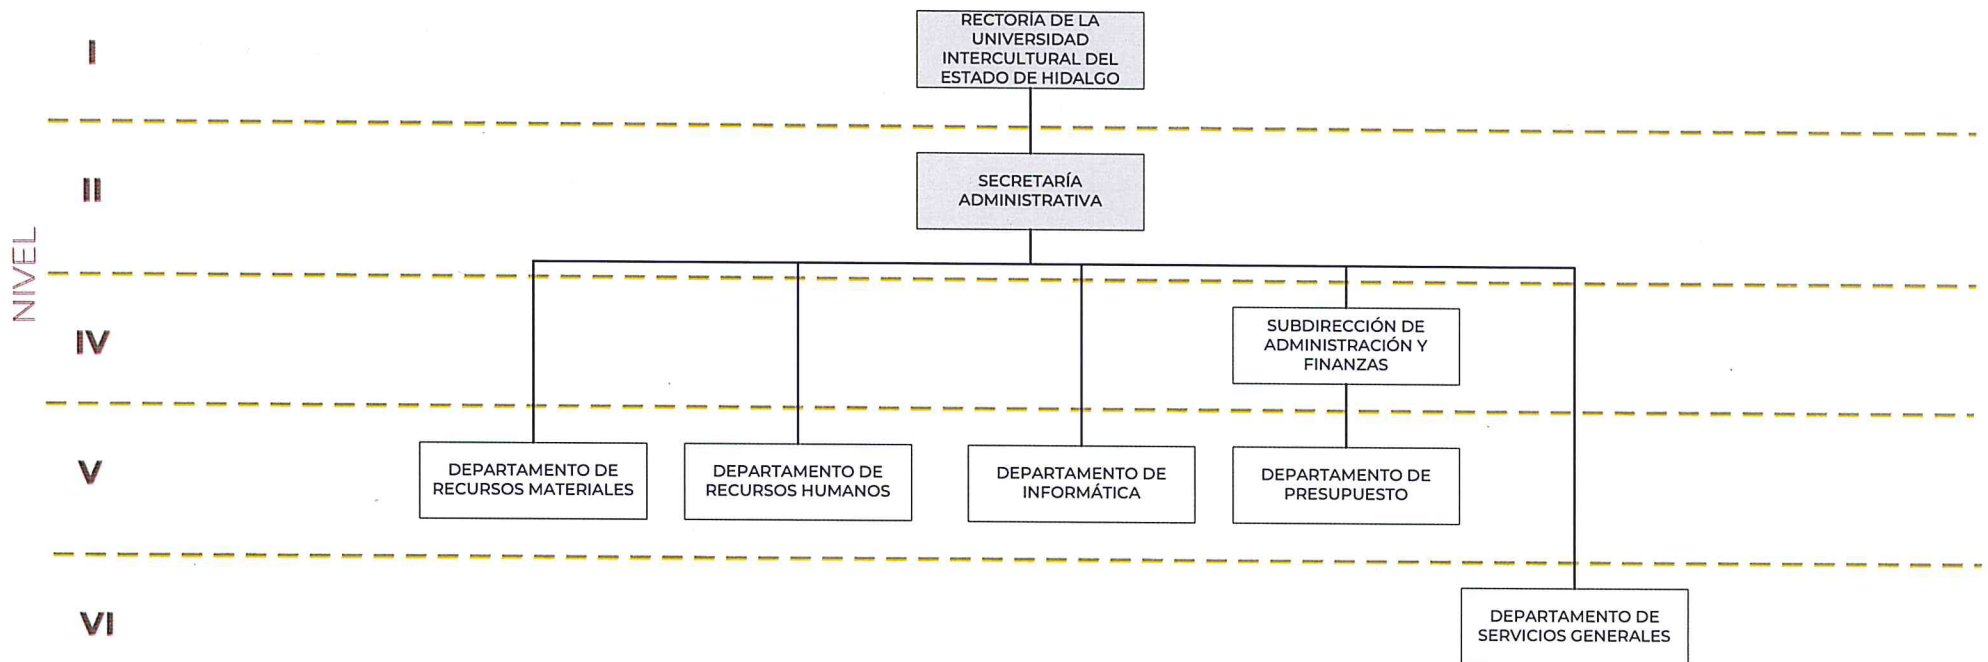 NIVEL
I
RECTORÍA DE LA
UNIVERSIDAD
INTERCULTURAL DEL
ESTADO DE HIDALGO
II
SECRETARÍA
ADMINISTRATIVA
IV
SUBDIRECCIÓN DE
ADMINISTRACIÓN Y
FINANZAS
V
DEPARTAMENTO DE
RECURSOS MATERIALES
DEPARTAMENTO DE
RECURSOS HUMANOS
DEPARTAMENTO DE
INFORMÁTICA
DEPARTAMENTO DE
PRESUPUESTO
VI
DEPARTAMENTO DE
SERVICIOS GENERALES